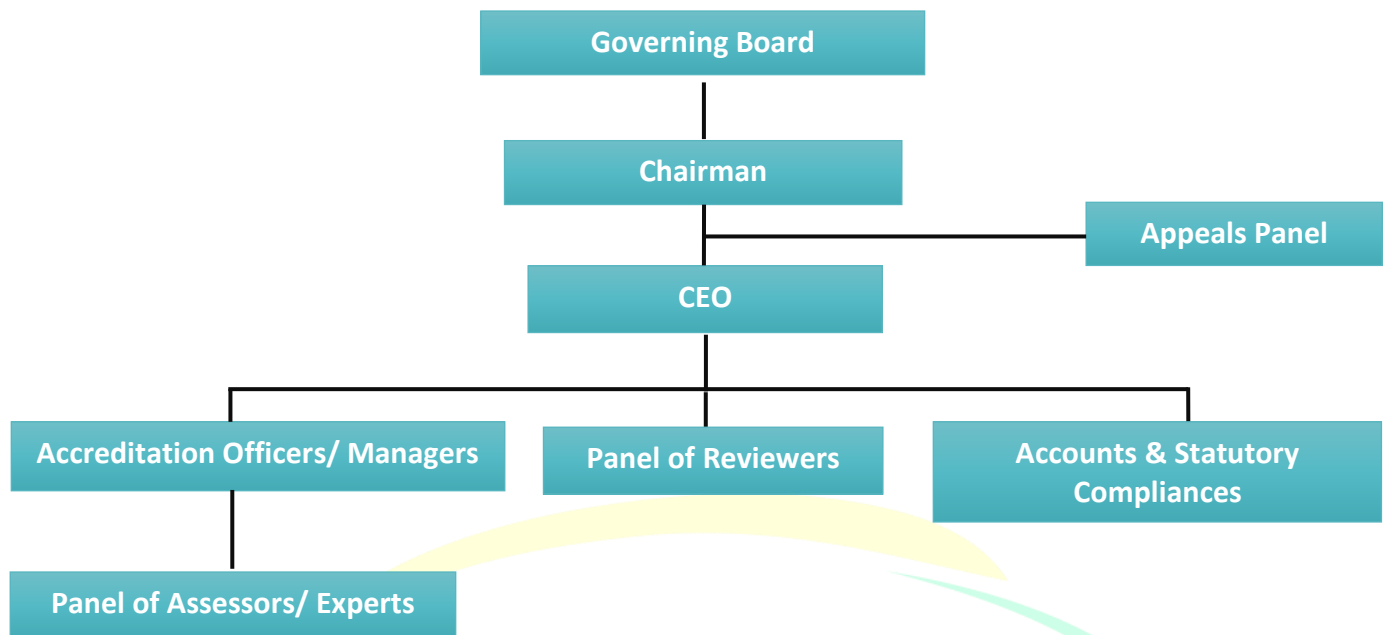 Governing Board
Chairman
Appeals Panel
CEO
Accreditation Officers/ Managers
Panel of Reviewers
Accounts & Statutory
Compliances
Panel of Assessors/ Experts